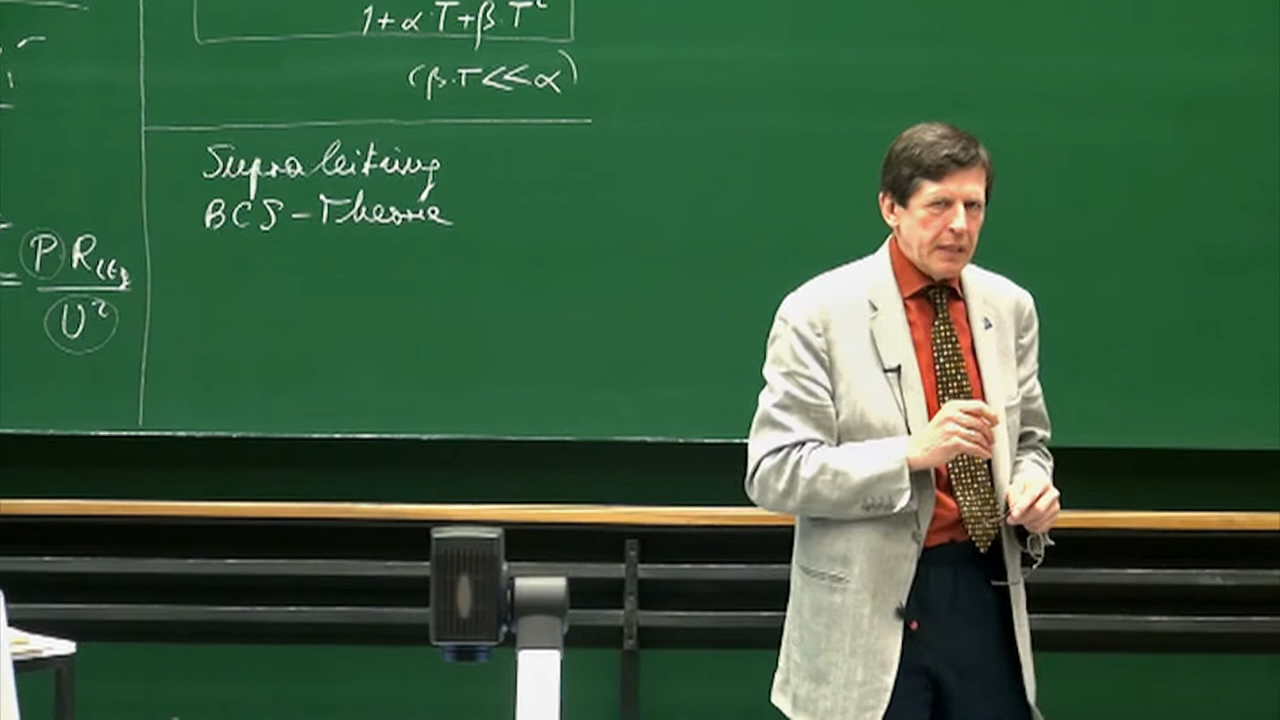 P R
U²
1+α·T+β·T²
(β·T<<α)
Supraleitung
BCS-Theorie